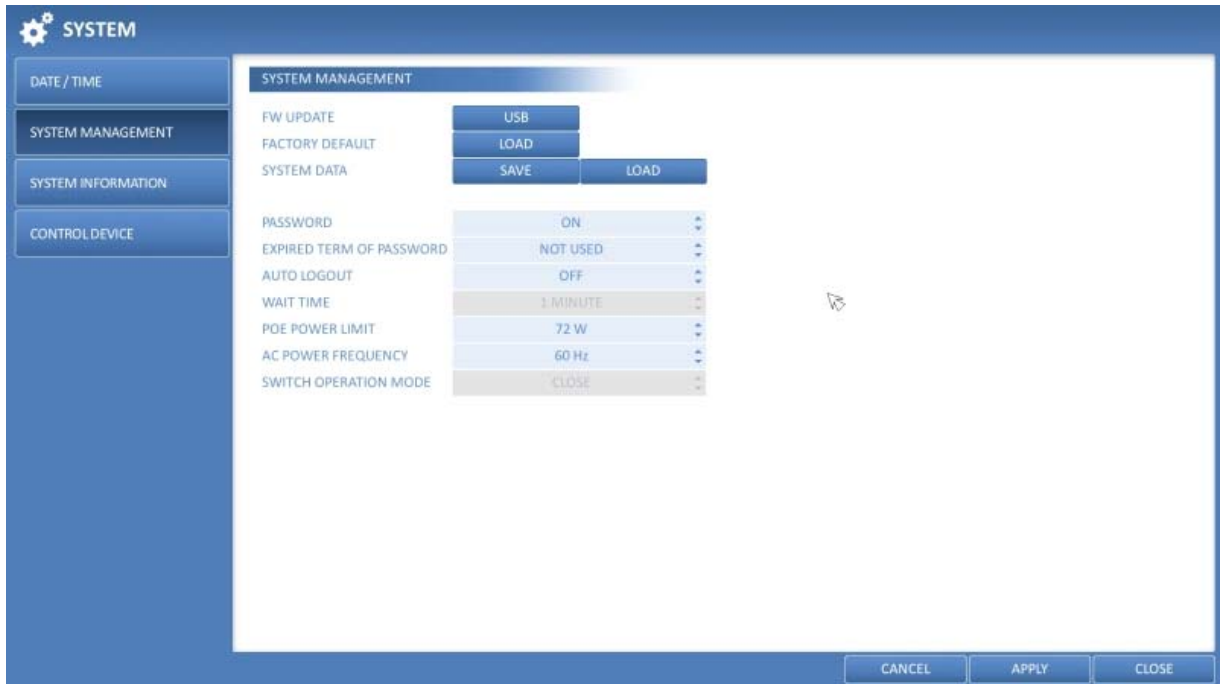 SYSTEM
DATE / TIME
SYSTEM MANAGEMENT
SYSTEM INFORMATION
CONTROL DEVICE
SYSTEM MANAGEMENT
FW UPDATE USB
FACTORY DEFAULT LOAD
SYSTEM DATA SAVE LOAD
PASSWORD ON
EXPIRED TERM OF PASSWORD NOT USED
AUTO LOGOUT OFF
WAIT TIME 1 MINUTE
POE POWER LIMIT 72 W
AC POWER FREQUENCY 60 Hz
SWITCH OPERATION MODE CLOSE
CANCEL APPLY CLOSE